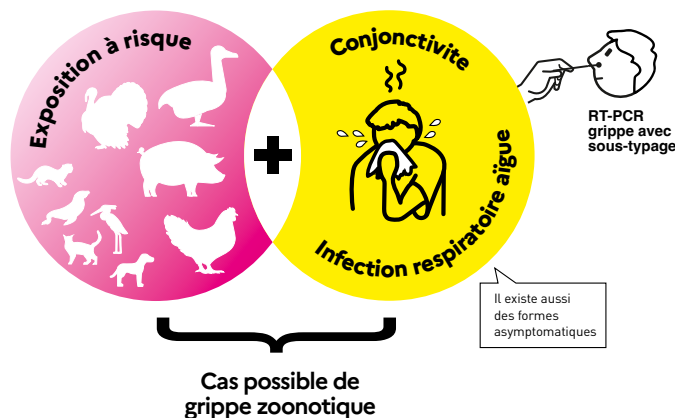 Exposition à risque
+
Conjonctivite
Infection respiratoire aïgue
RT-PCR
grippe avec
sous-typage
Il existe aussi
des formes
asymptomatiques
Cas possible de
grippe zoonotique